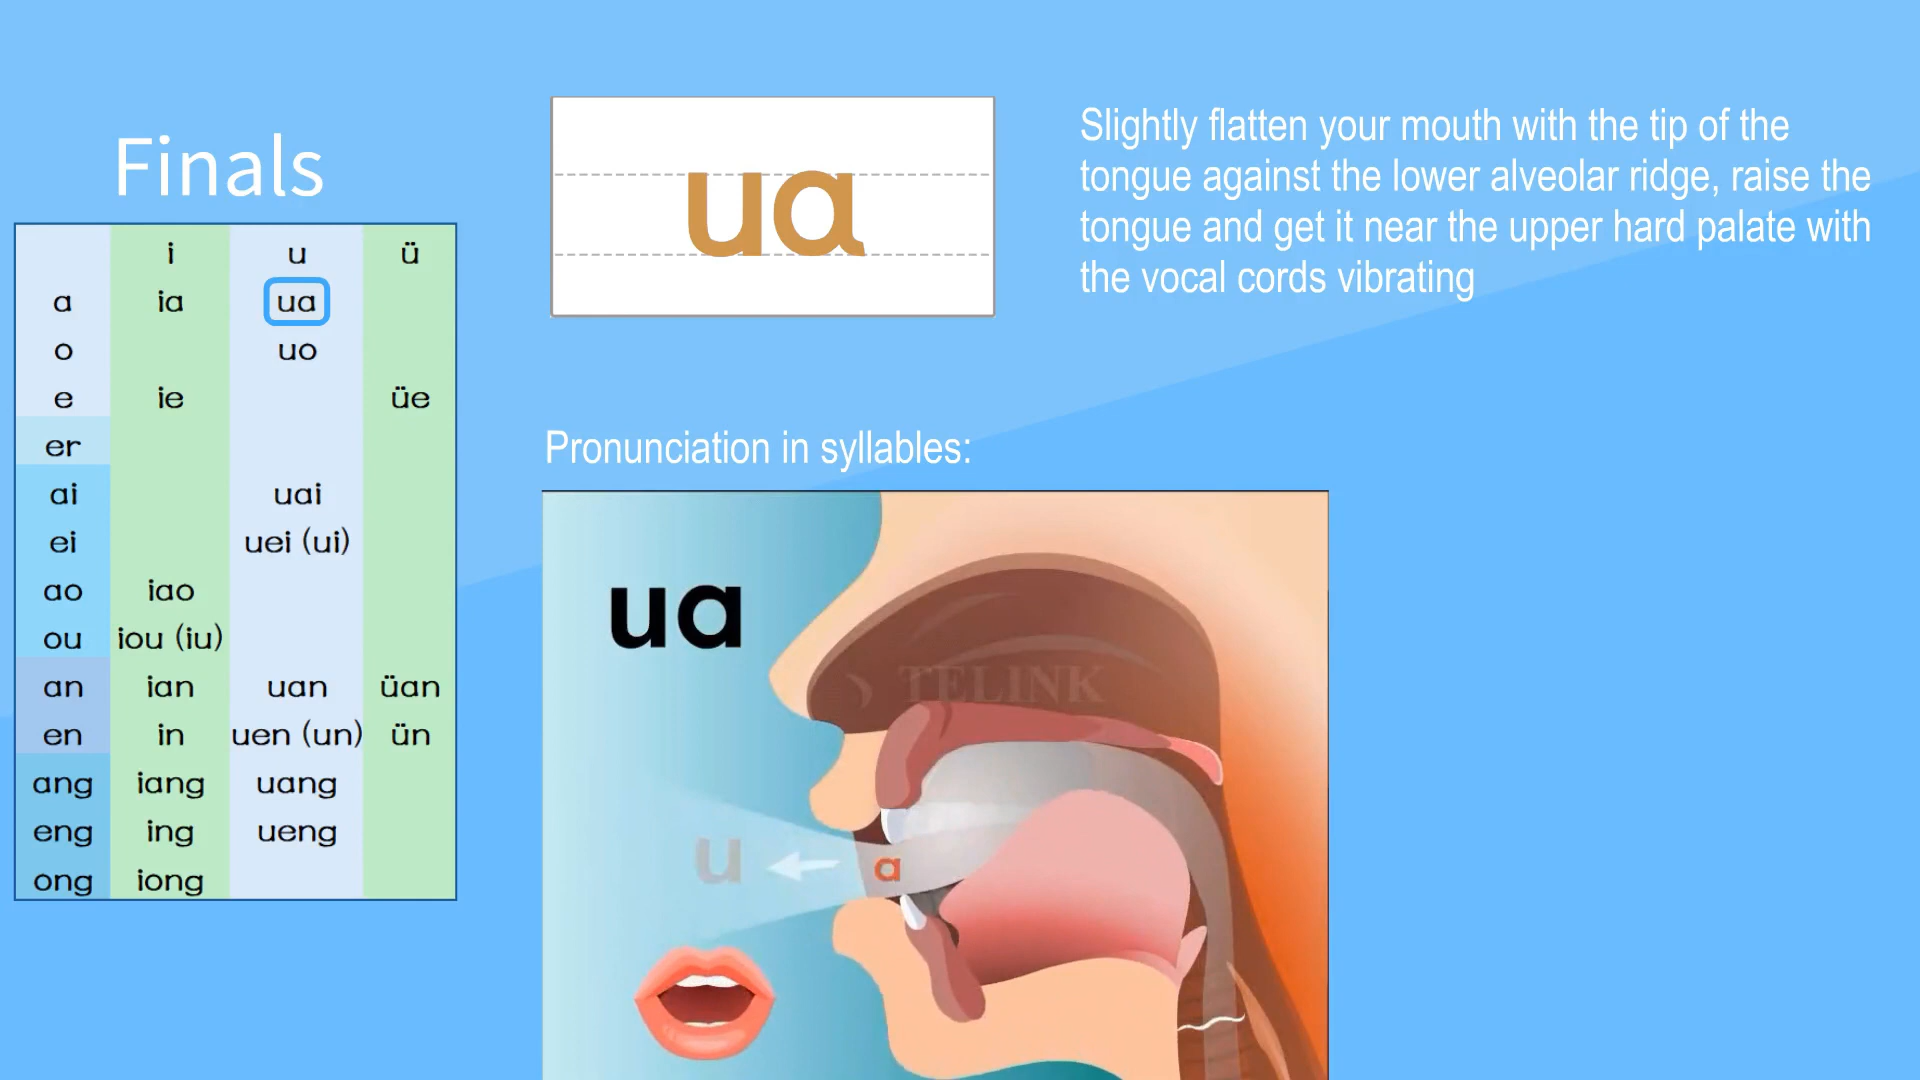 Finals
i u ü
a ia ua
o uo
e ie üe
er
ai uai
ei uei (ui)
ao iao
ou iou (iu)
an ian uan üan
en in uen (un) ün
ang iang uang
eng ing ueng
ong iong
ua
Slightly flatten your mouth with the tip of the
tongue against the lower alveolar ridge, raise the
tongue and get it near the upper hard palate with
the vocal cords vibrating
Pronunciation in syllables:
ua
TELINK
u a